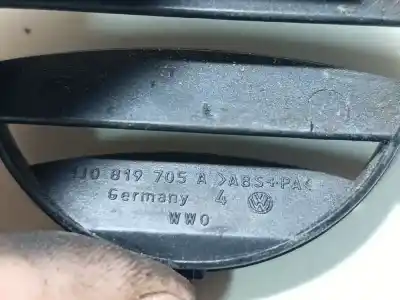 1J0 819 705 A >ABS+PA<
Germany 4
WWO